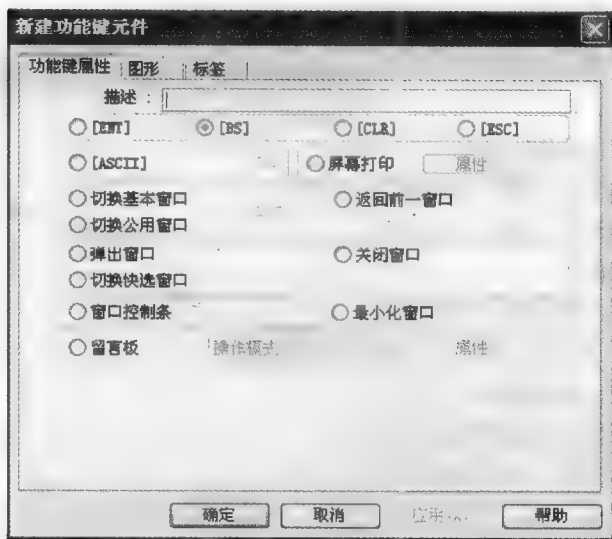 新建功能键元件
功能键属性 图形 标签
描述 :
[ENT] [BS] [CLR] [ESC]
[ASCII] 屏幕打印 属性
切换基本窗口 返回前一窗口
切换公用窗口
弹出窗口 关闭窗口
切换快选窗口
窗口控制条 最小化窗口
留言板 操作模式 属性
确定 取消 应用 帮助